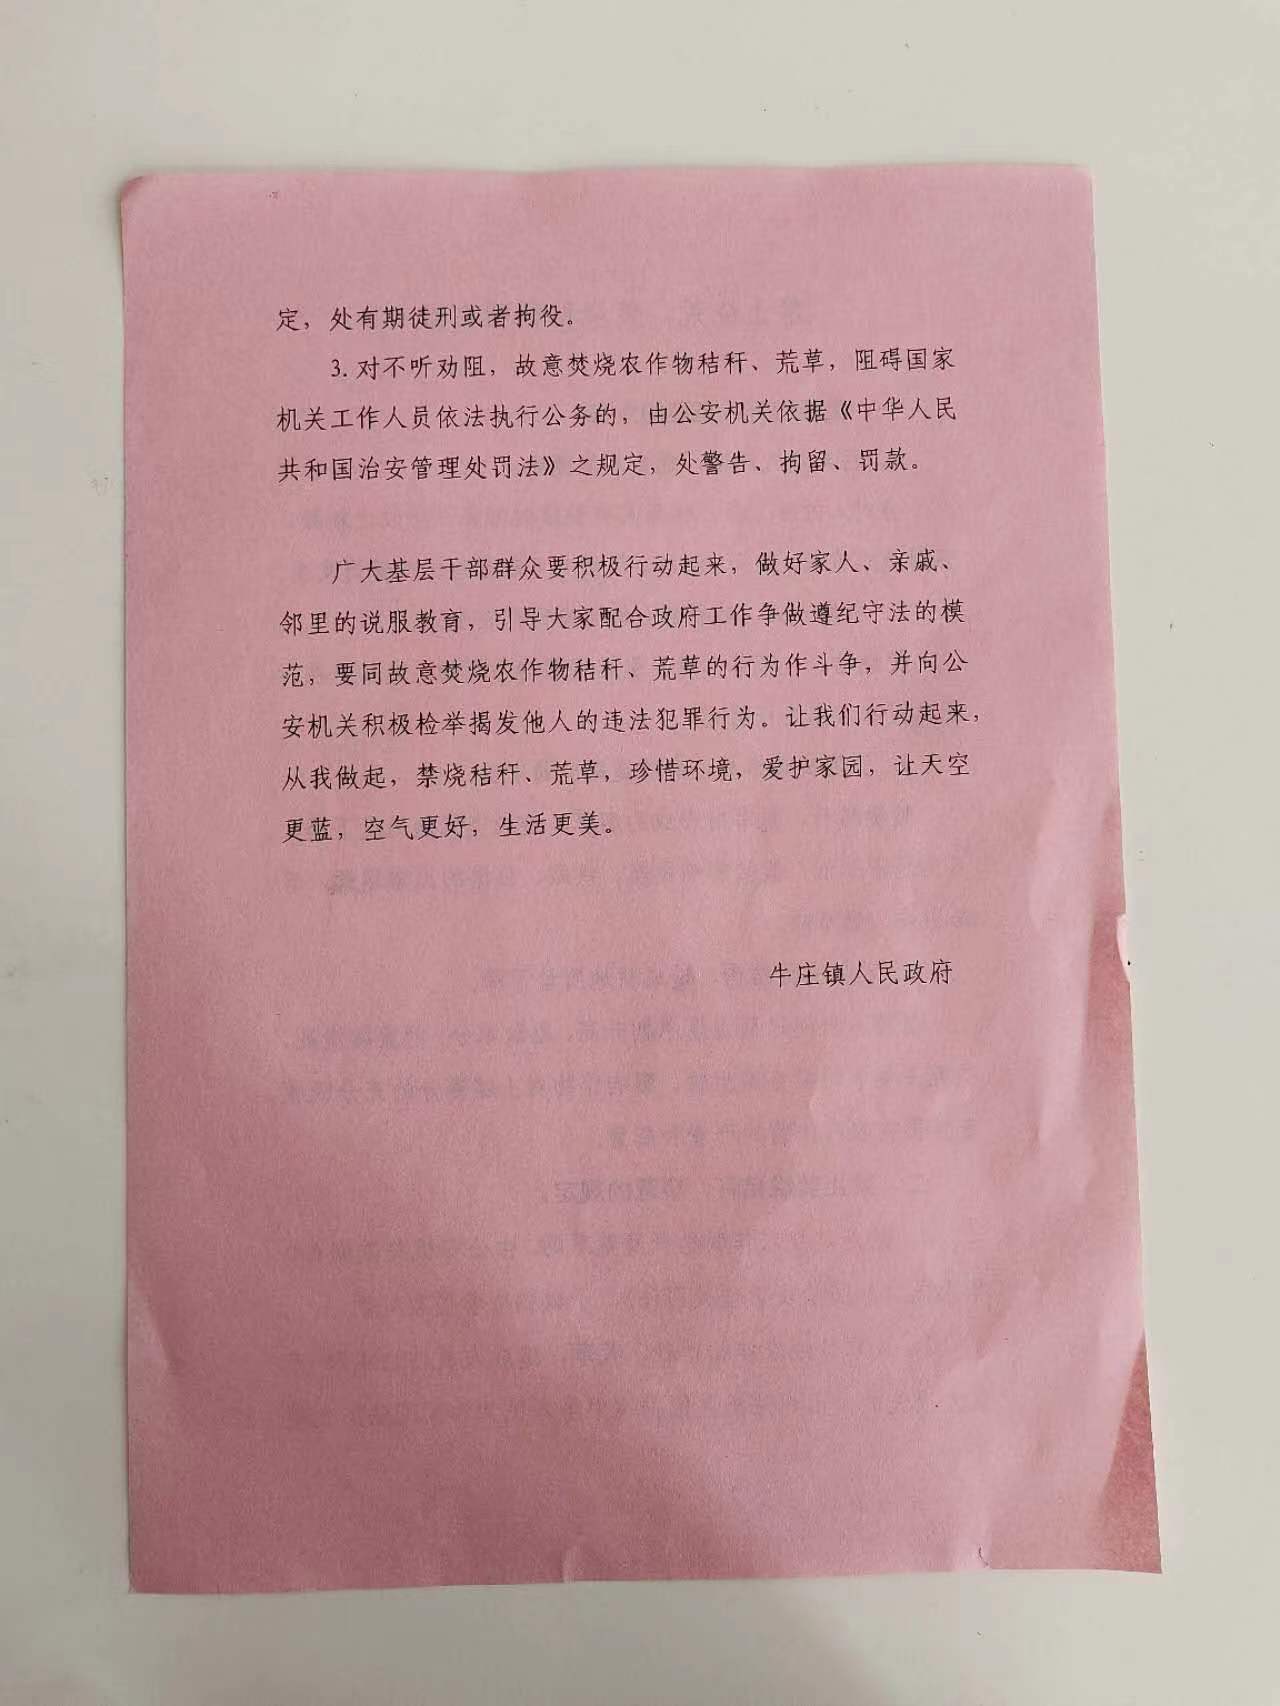 定，处有期徒刑或者拘役。
3. 对不听劝阻，故意焚烧农作物秸秆、荒草，阻碍国家
机关工作人员依法执行公务的，由公安机关依据《中华人民
共和国治安管理处罚法》之规定，处警告、拘留、罚款。
广大基层干部群众要积极行动起来，做好家人、亲戚、
邻里的说服教育，引导大家配合政府工作争做遵纪守法的模
范，要同故意焚烧农作物秸秆、荒草的行为作斗争，并向公
安机关积极检举揭发他人的违法犯罪行为。让我们行动起来，
从我做起，禁烧秸秆、荒草，珍惜环境，爱护家园，让天空
更蓝，空气更好，生活更美。
牛庄镇人民政府